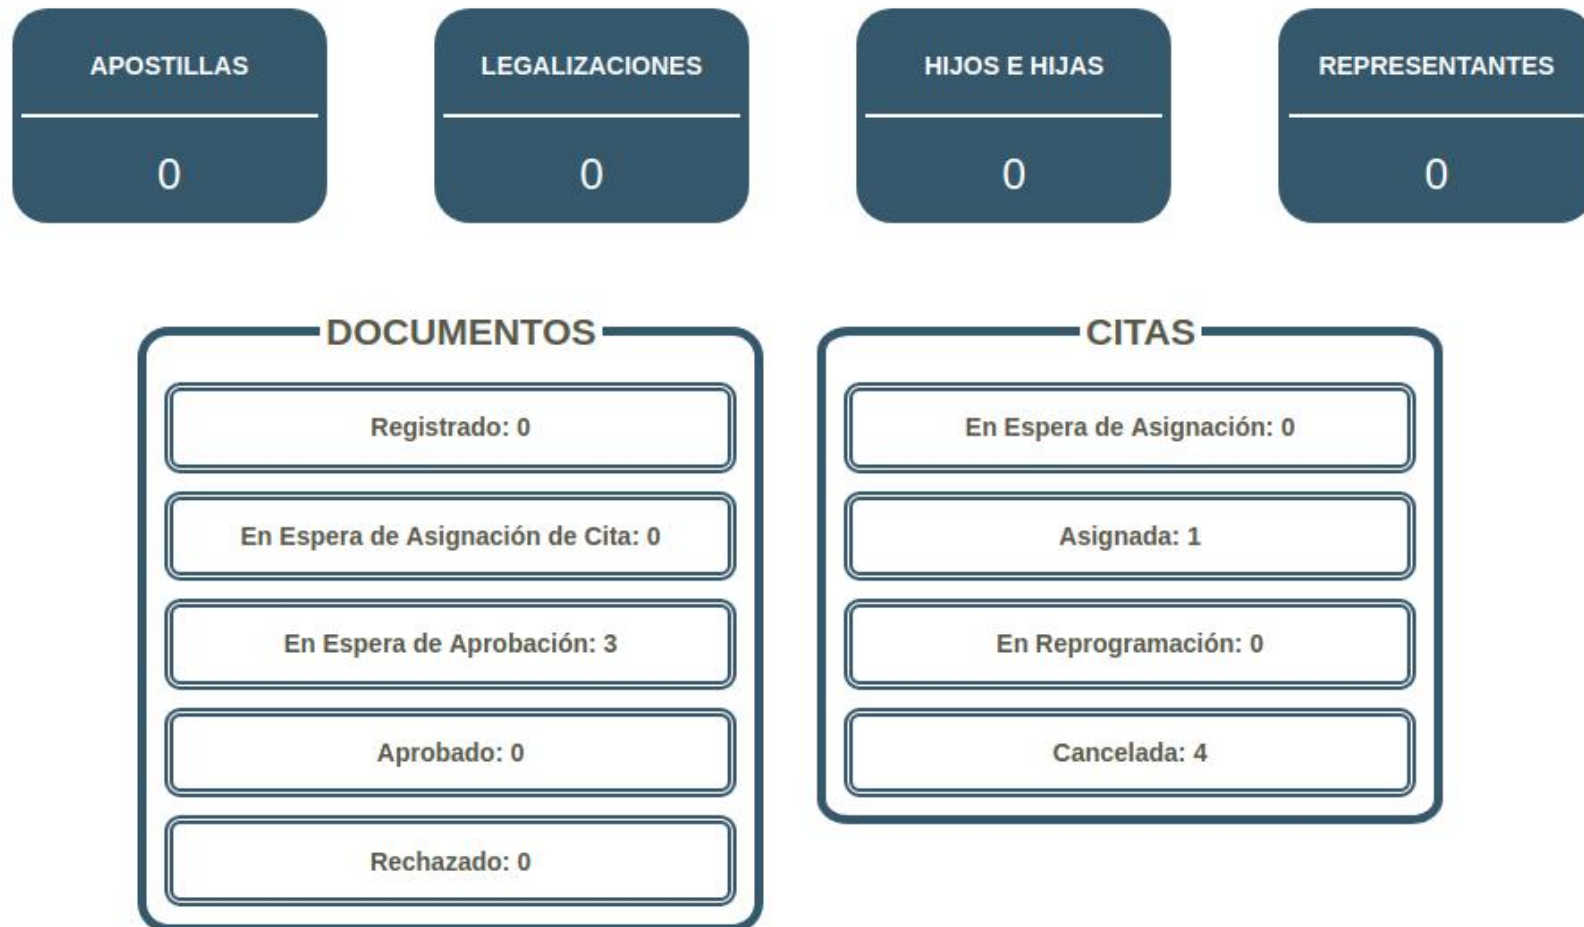 APOSTILLAS
0
LEGALIZACIONES
0
HIJOS E HIJAS
0
REPRESENTANTES
0
DOCUMENTOS
Registrado: 0
En Espera de Asignación de Cita: 0
En Espera de Aprobación: 3
Aprobado: 0
Rechazado: 0
CITAS
En Espera de Asignación: 0
Asignada: 1
En Reprogramación: 0
Cancelada: 4